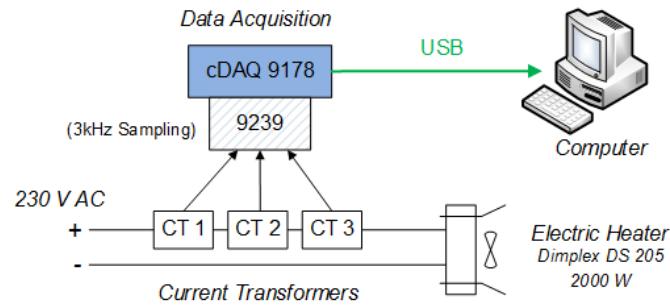 Data Acquisition
cDAQ 9178
USB
(3kHz Sampling)
9239
Computer
230 V AC
+
CT 1
CT 2
CT 3
-
Electric Heater
Dimplex DS 205
2000 W
Current Transformers